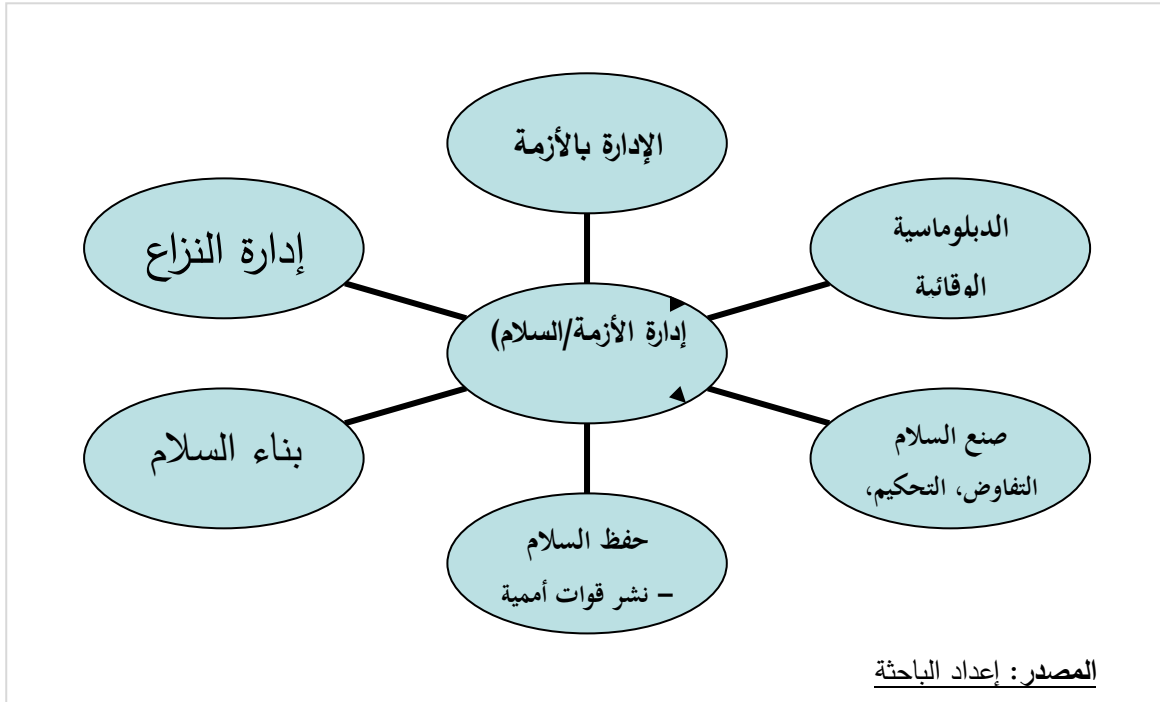 الإدارة بالأزمة
الدبلوماسية
الوقائية
إدارة النزاع
إدارة الأزمة/السلام)
صنع السلام
التفاوض، التحكيم،
بناء السلام
حفظ السلام
– نشر قوات أممية
المصدر: إعداد الباحثة